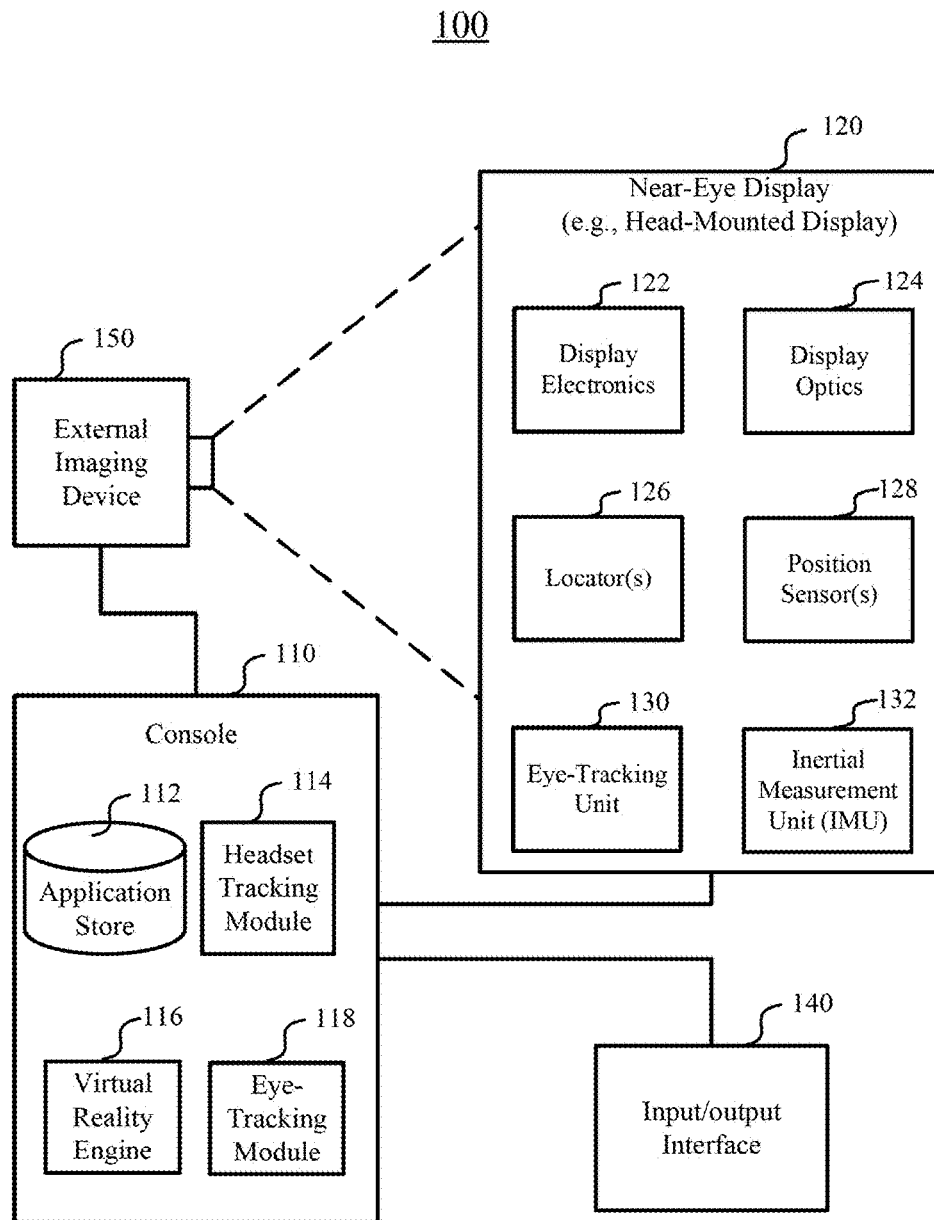 100
120
Near-Eye Display
(e.g., Head-Mounted Display)
122
Display
Electronics
124
Display
Optics
150
External
Imaging
Device
126
Locator(s)
128
Position
Sensor(s)
110
Console
130
Eye-Tracking
Unit
132
Inertial
Measurement
Unit (IMU)
112
Application
Store
114
Headset
Tracking
Module
116
Virtual
Reality
Engine
118
Eye-
Tracking
Module
140
Input/output
Interface